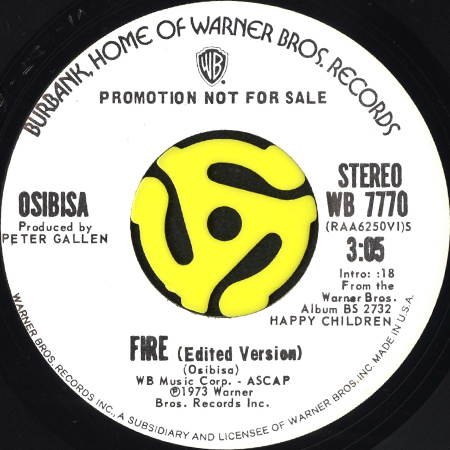 BURBANK, HOME OF WARNER BROS. RECORDS
WB
PROMOTION NOT FOR SALE
OSIBISA
Produced by
PETER GALLEN
STEREO
WB 7770
(RAA6250VI)S
3:05
Intro: :18
From the
Warner Bros.
Album BS 2732
HAPPY CHILDREN
FIRE (Edited Version)
(Osibisa)
WB Music Corp. - ASCAP
℗1973 Warner
Bros. Records Inc.
WARNER BROS. RECORDS INC., A SUBSIDIARY AND LICENSEE OF WARNER BROS. INC. MADE IN U.S.A.